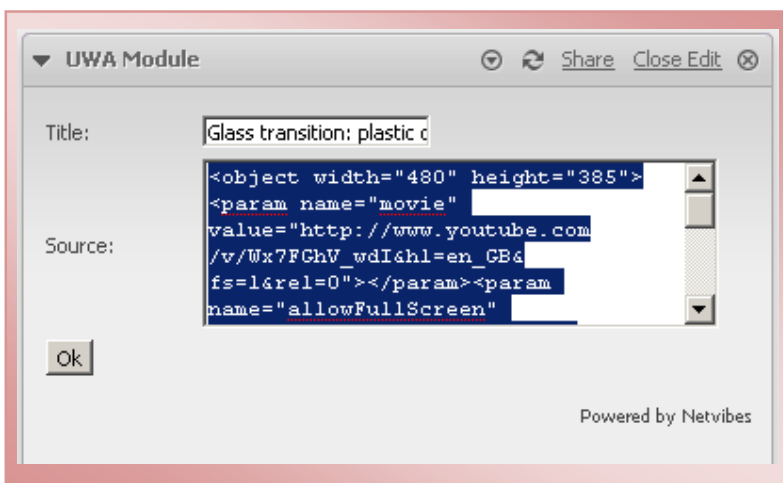 UWA Module Share Close Edit
Title: Glass transition: plastic
Source:
<object width="480" height="385">
<param name="movie"
value="http://www.youtube.com
/v/Wx7FGhV_wdI&hl=en_GB&
fs=1&rel=0"></param><param
name="allowFullScreen"
Ok
Powered by Netvibes